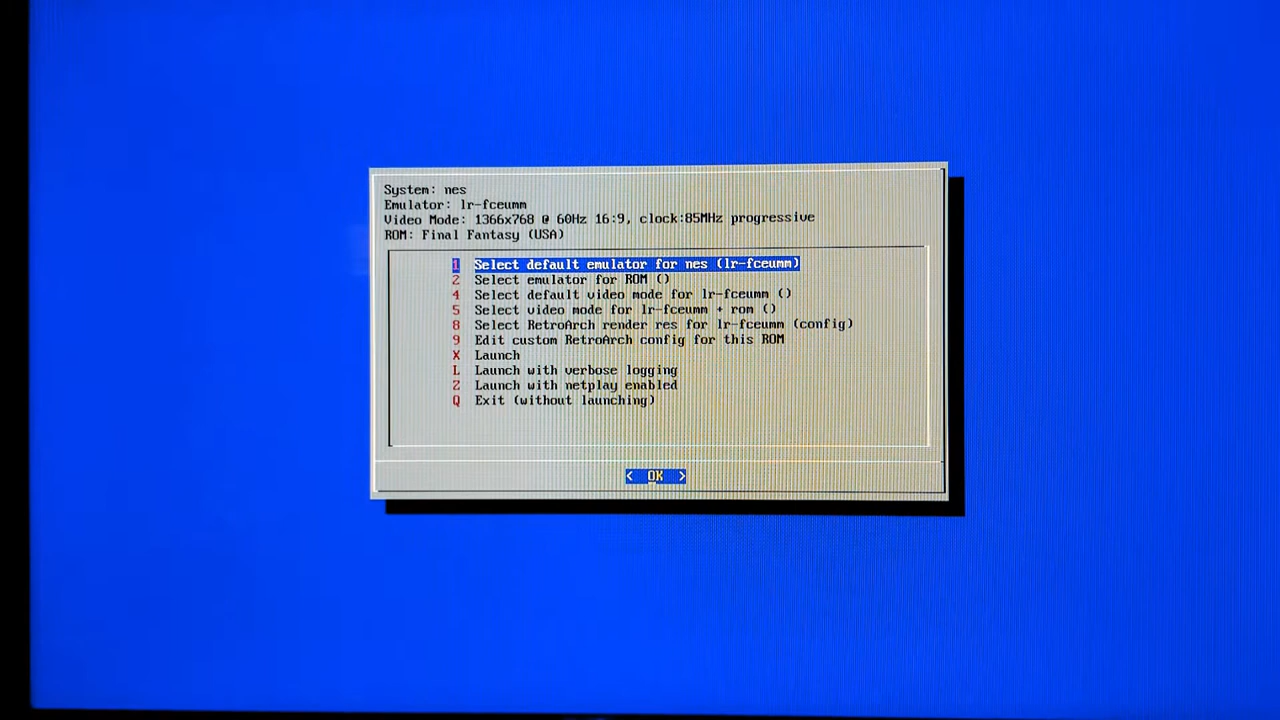 System: nes
Emulator: lr-fceumm
Video Mode: 1366x768 @ 60Hz 16:9, clock:85MHz progressive
ROM: Final Fantasy (USA)
1 Select default emulator for nes (lr-fceumm)
2 Select emulator for ROM ()
4 Select default video mode for lr-fceumm ()
5 Select video mode for lr-fceumm + rom ()
8 Select RetroArch render res for lr-fceumm (config)
9 Edit custom RetroArch config for this ROM
X Launch
L Launch with verbose logging
Z Launch with netplay enabled
Q Exit (without launching)
< OK >